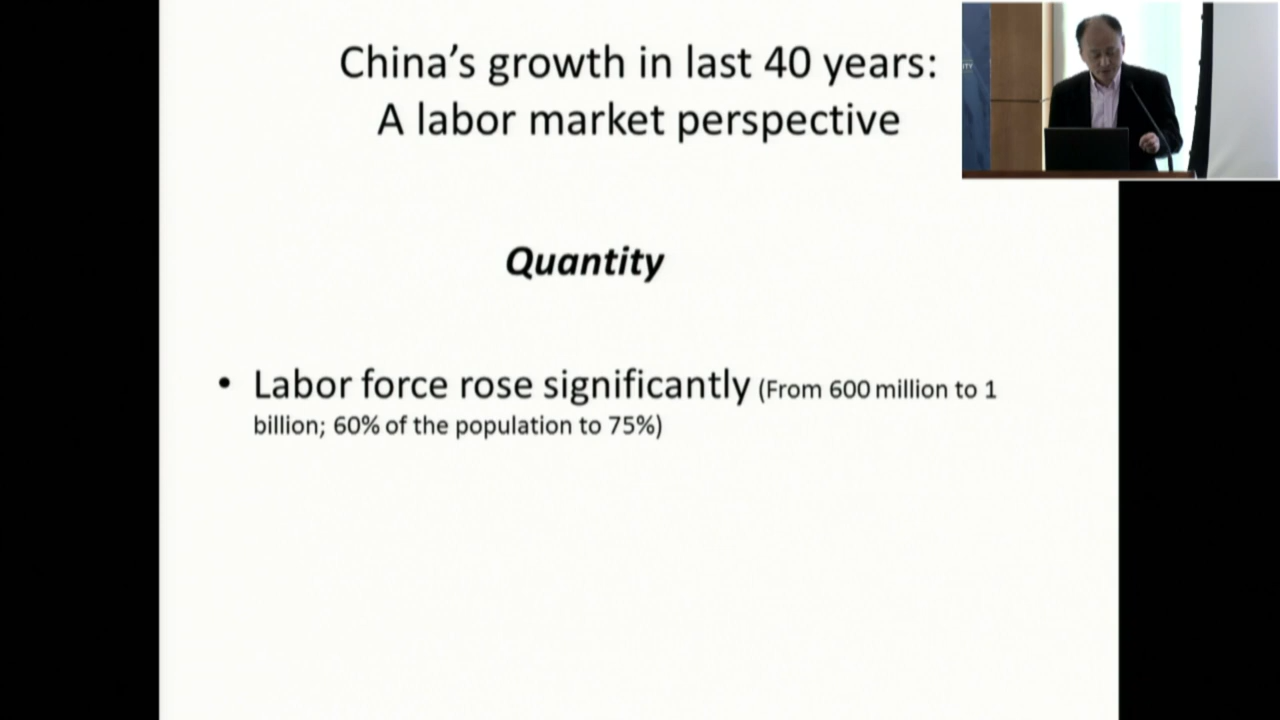 China's growth in last 40 years:
A labor market perspective
Quantity
• Labor force rose significantly (From 600 million to 1
billion; 60% of the population to 75%)